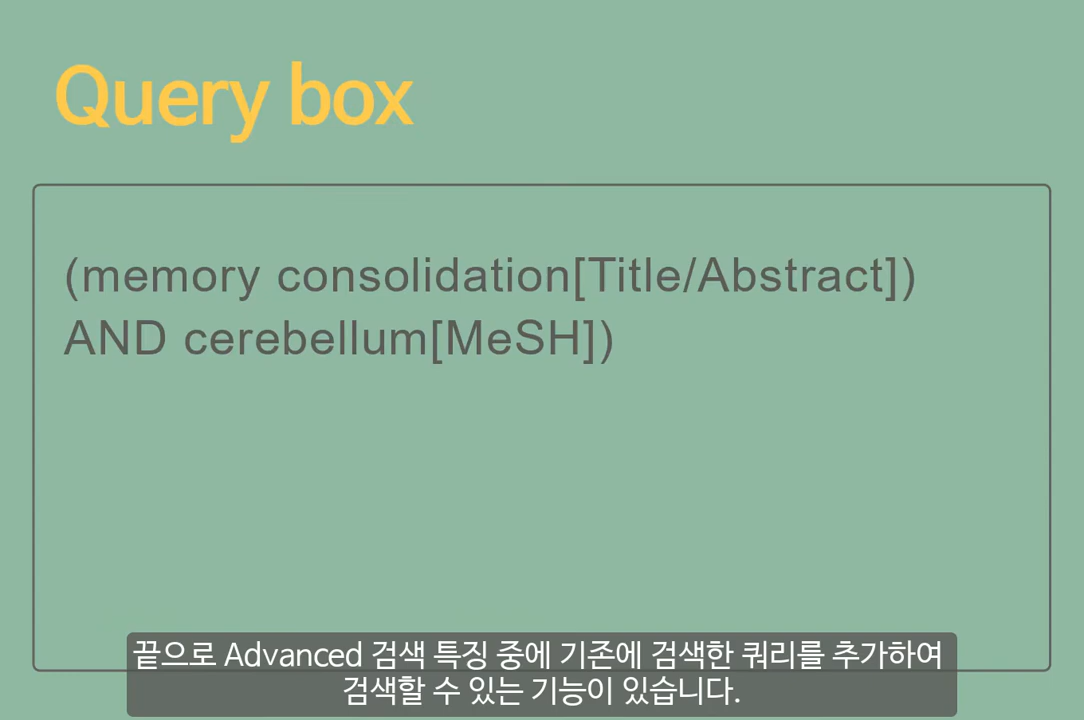 Query box
(memory consolidation[Title/Abstract])
AND cerebellum[MeSH])
끝으로 Advanced 검색 특징 중에 기존에 검색한 쿼리를 추가하여
검색할 수 있는 기능이 있습니다.